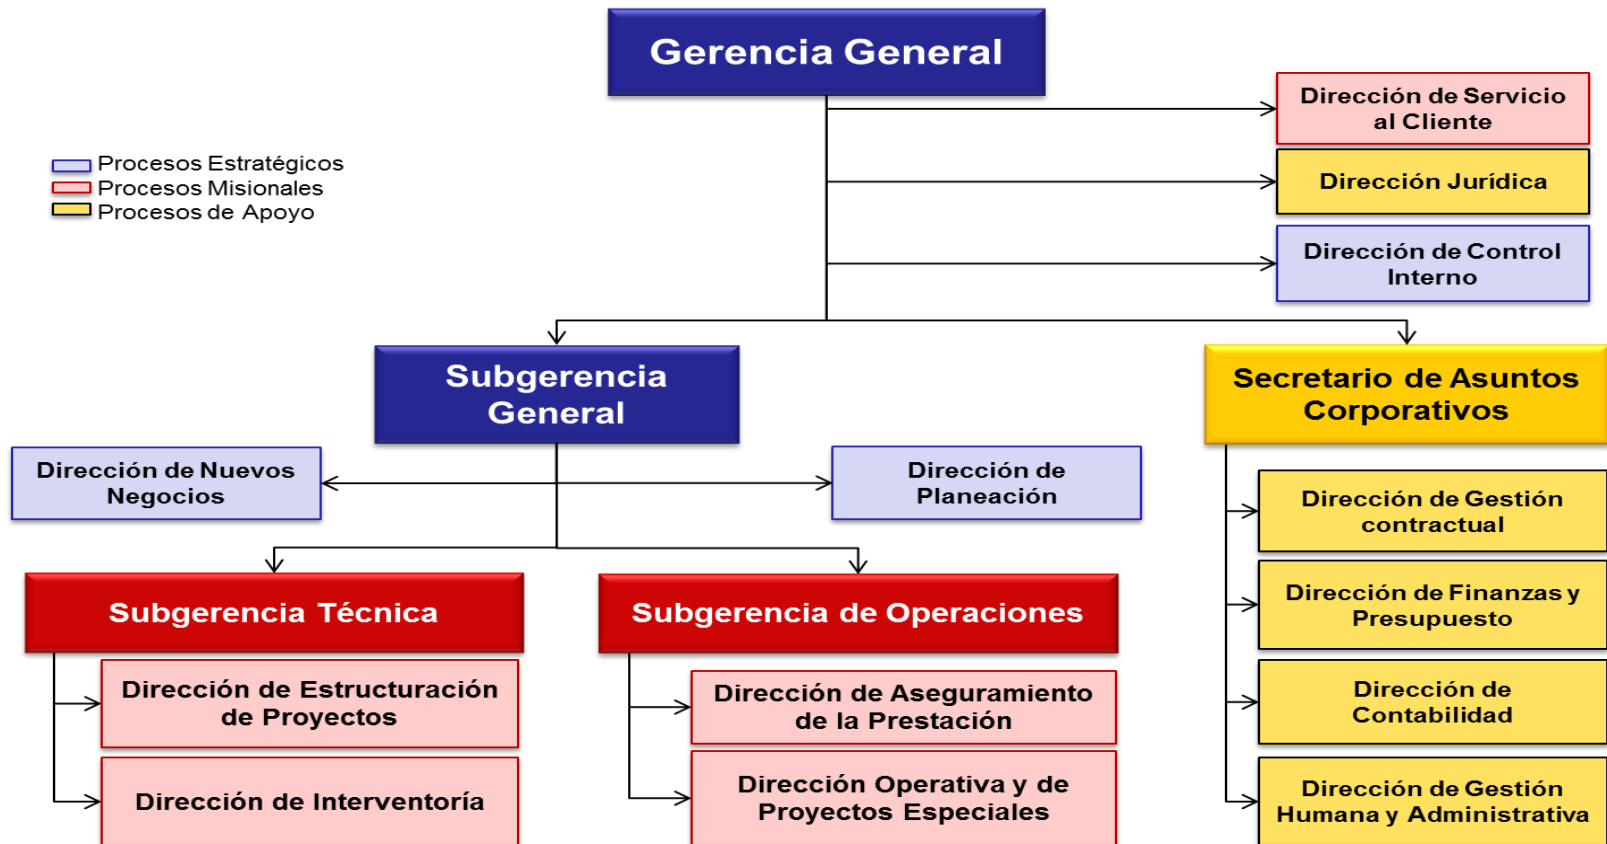 Gerencia General
Dirección de Servicio
al Cliente
Procesos Estratégicos
Procesos Misionales
Procesos de Apoyo
Dirección Jurídica
Dirección de Control
Interno
Subgerencia
General
Secretario de Asuntos
Corporativos
Dirección de Nuevos
Negocios
Dirección de
Planeación
Dirección de Gestión
contractual
Subgerencia Técnica
Subgerencia de Operaciones
Dirección de Finanzas y
Presupuesto
Dirección de Estructuración
de Proyectos
Dirección de Aseguramiento
de la Prestación
Dirección de
Contabilidad
Dirección de Interventoría
Dirección Operativa y de
Proyectos Especiales
Dirección de Gestión
Humana y Administrativa